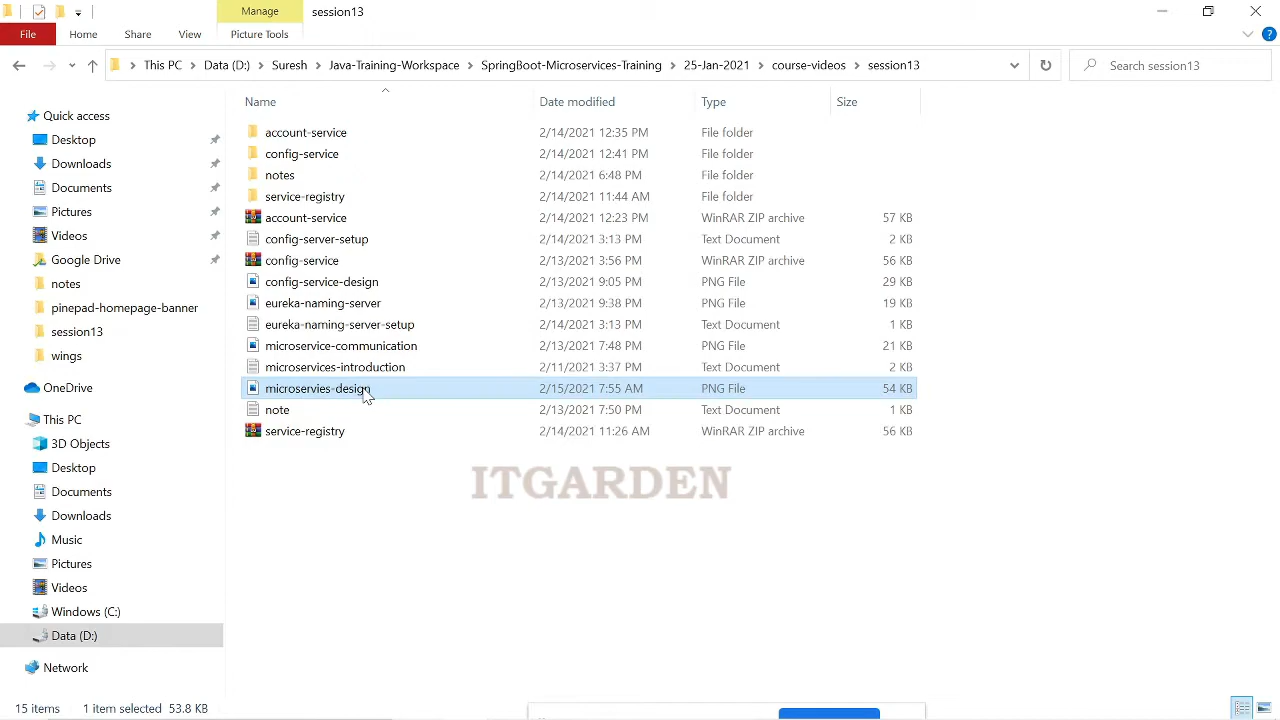 Manage session13
File Home Share View Picture Tools
This PC Data (D:) Suresh Java-Training-Workspace SpringBoot-Microservices-Training 25-Jan-2021 course-videos session13 Search session13
Name Date modified Type Size
Quick access
Desktop
Downloads
Documents
Pictures
Videos
Google Drive
notes
pinepad-homepage-banner
session13
wings
OneDrive
This PC
3D Objects
Desktop
Documents
Downloads
Music
Pictures
Videos
Windows (C:)
Data (D:)
Network
account-service 2/14/2021 12:35 PM File folder
config-service 2/14/2021 12:41 PM File folder
notes 2/14/2021 6:48 PM File folder
service-registry 2/14/2021 11:44 AM File folder
account-service 2/14/2021 12:23 PM WinRAR ZIP archive 57 KB
config-server-setup 2/14/2021 3:13 PM Text Document 2 KB
config-service 2/13/2021 3:56 PM WinRAR ZIP archive 56 KB
config-service-design 2/13/2021 9:05 PM PNG File 29 KB
eureka-naming-server 2/13/2021 9:38 PM PNG File 19 KB
eureka-naming-server-setup 2/14/2021 3:13 PM Text Document 1 KB
microservice-communication 2/13/2021 7:48 PM PNG File 21 KB
microservices-introduction 2/11/2021 3:37 PM Text Document 2 KB
microservies-design 2/15/2021 7:55 AM PNG File 54 KB
note 2/13/2021 7:50 PM Text Document 1 KB
service-registry 2/14/2021 11:26 AM WinRAR ZIP archive 56 KB
ITGARDEN
15 items 1 item selected 53.8 KB